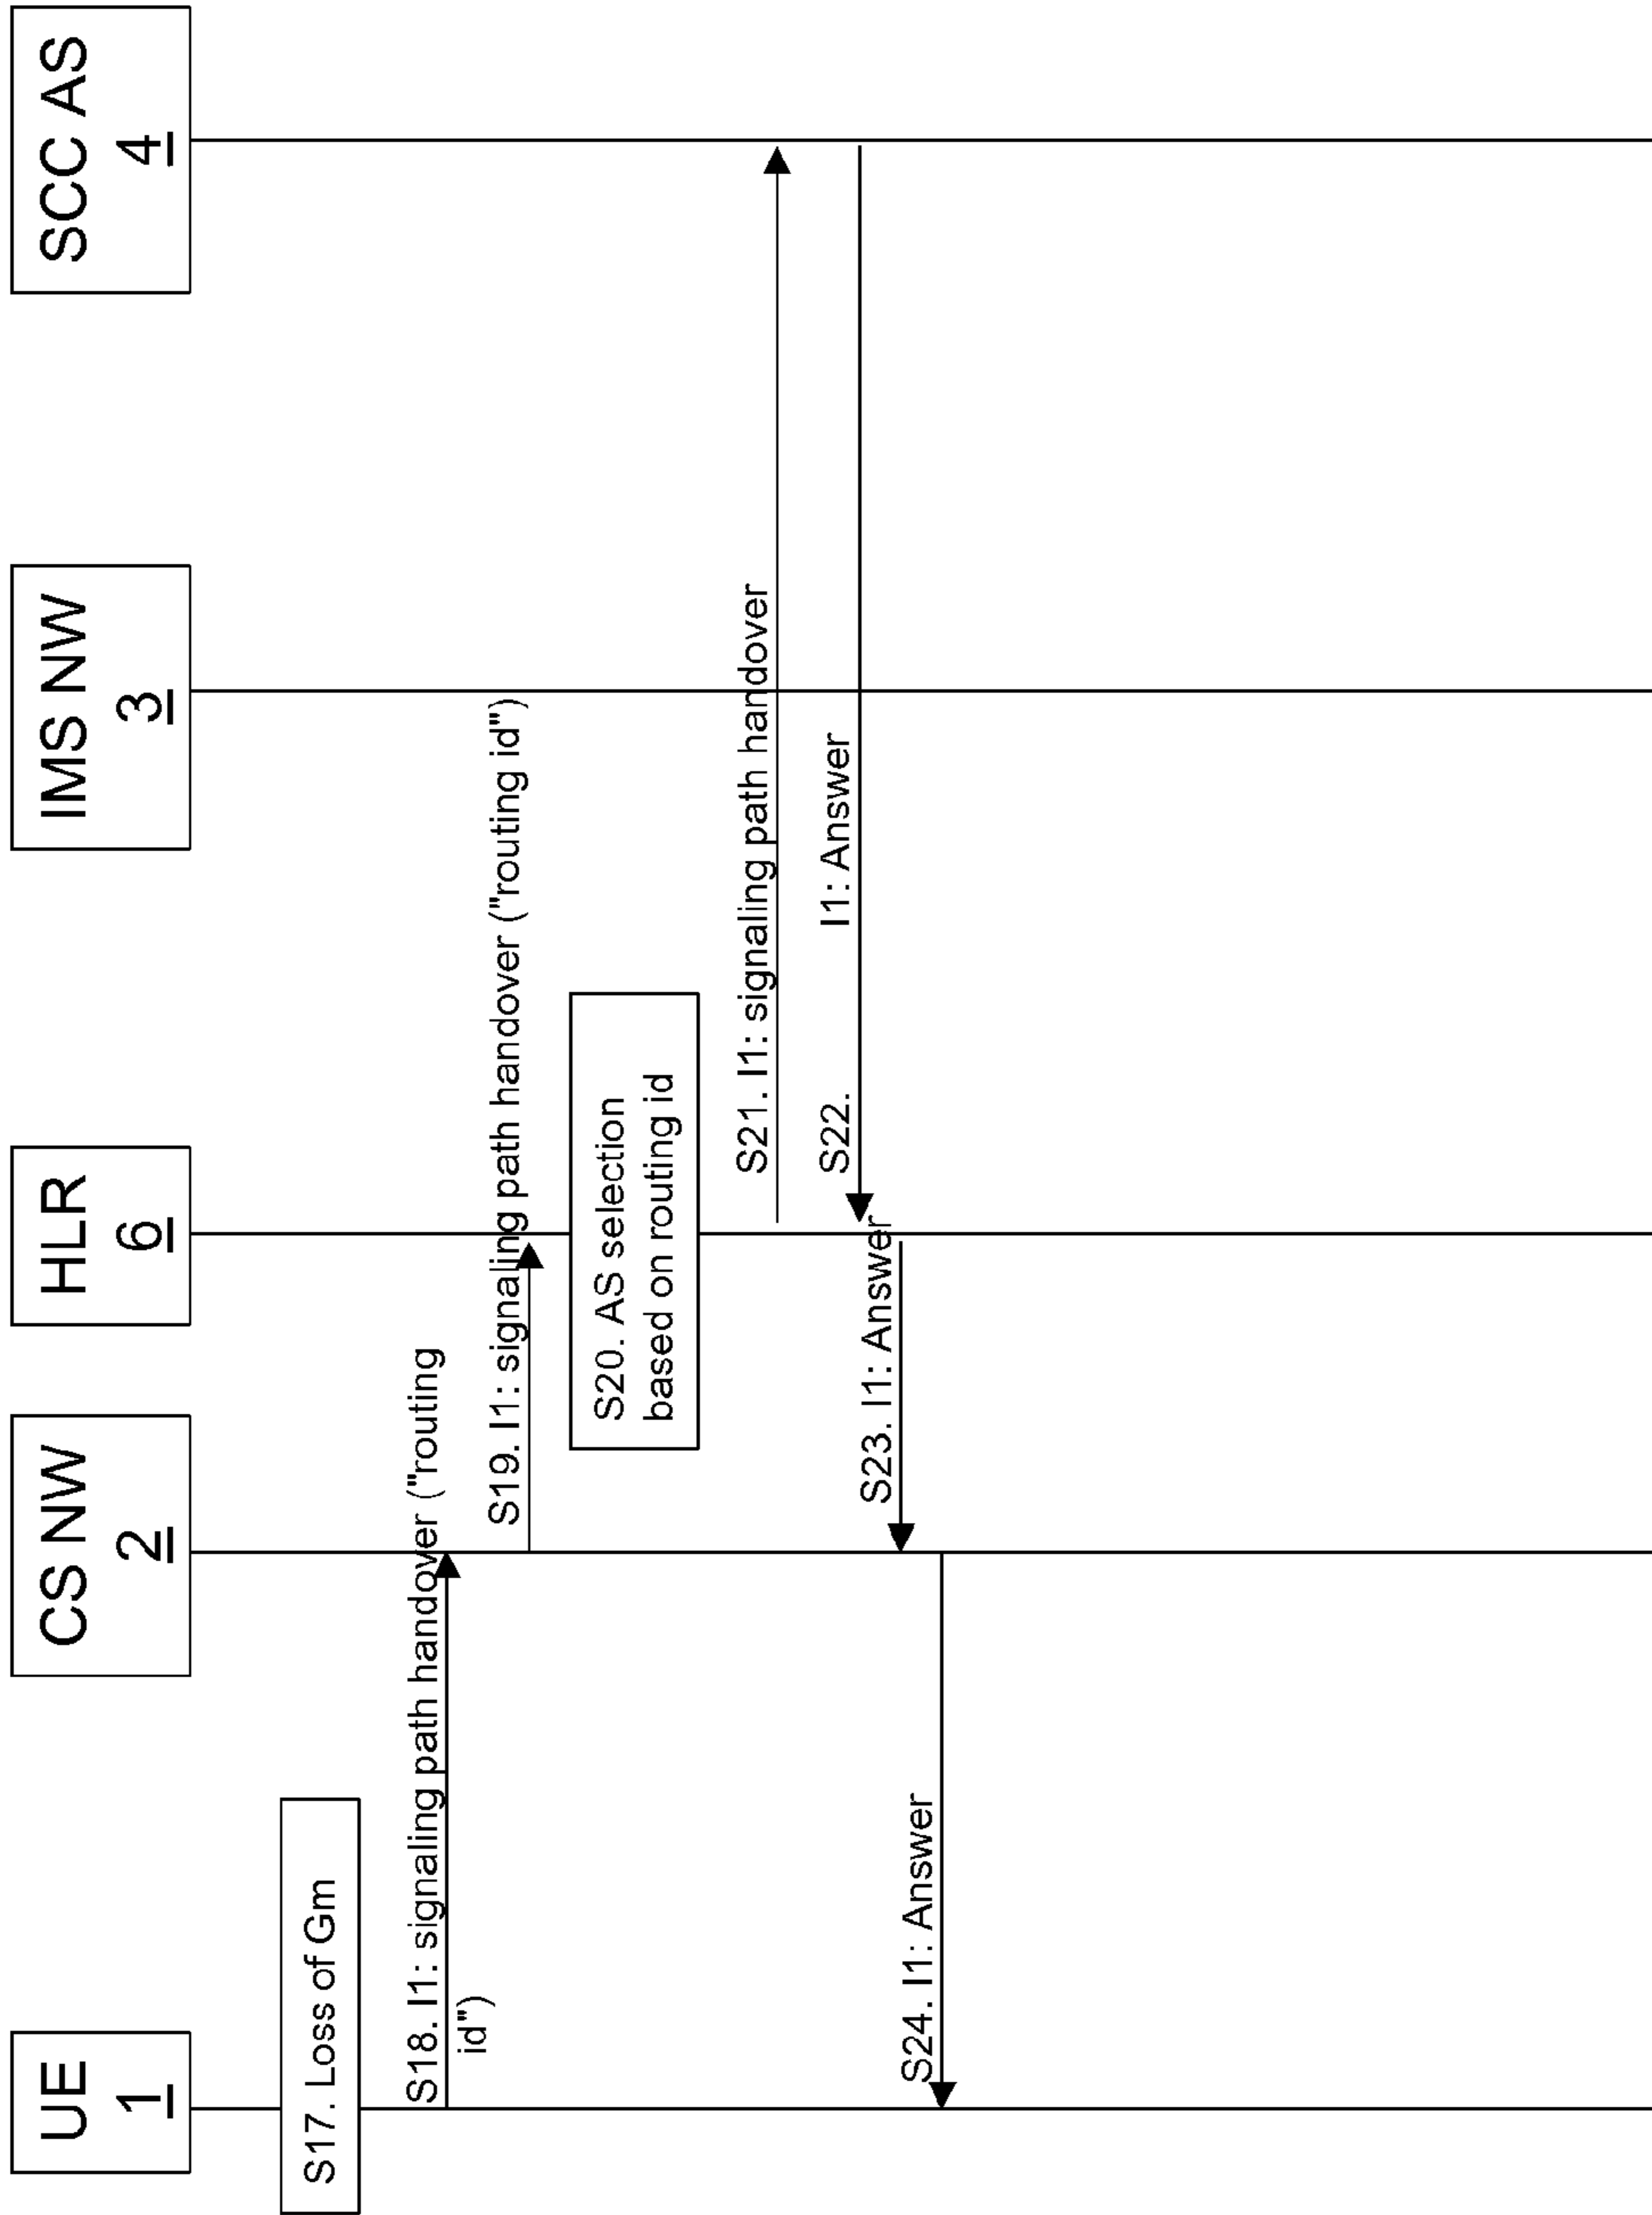 UE
1
CS NW
2
HLR
6
IMS NW
3
SCC AS
4
S17. Loss of Gm
S18. I1: signaling path handover ("routing
id")
S19. I1: signaling path handover ("routing id")
S20. AS selection
based on routing id
S21. I1: signaling path handover
S22. I1: Answer
S23. I1: Answer
S24. I1: Answer